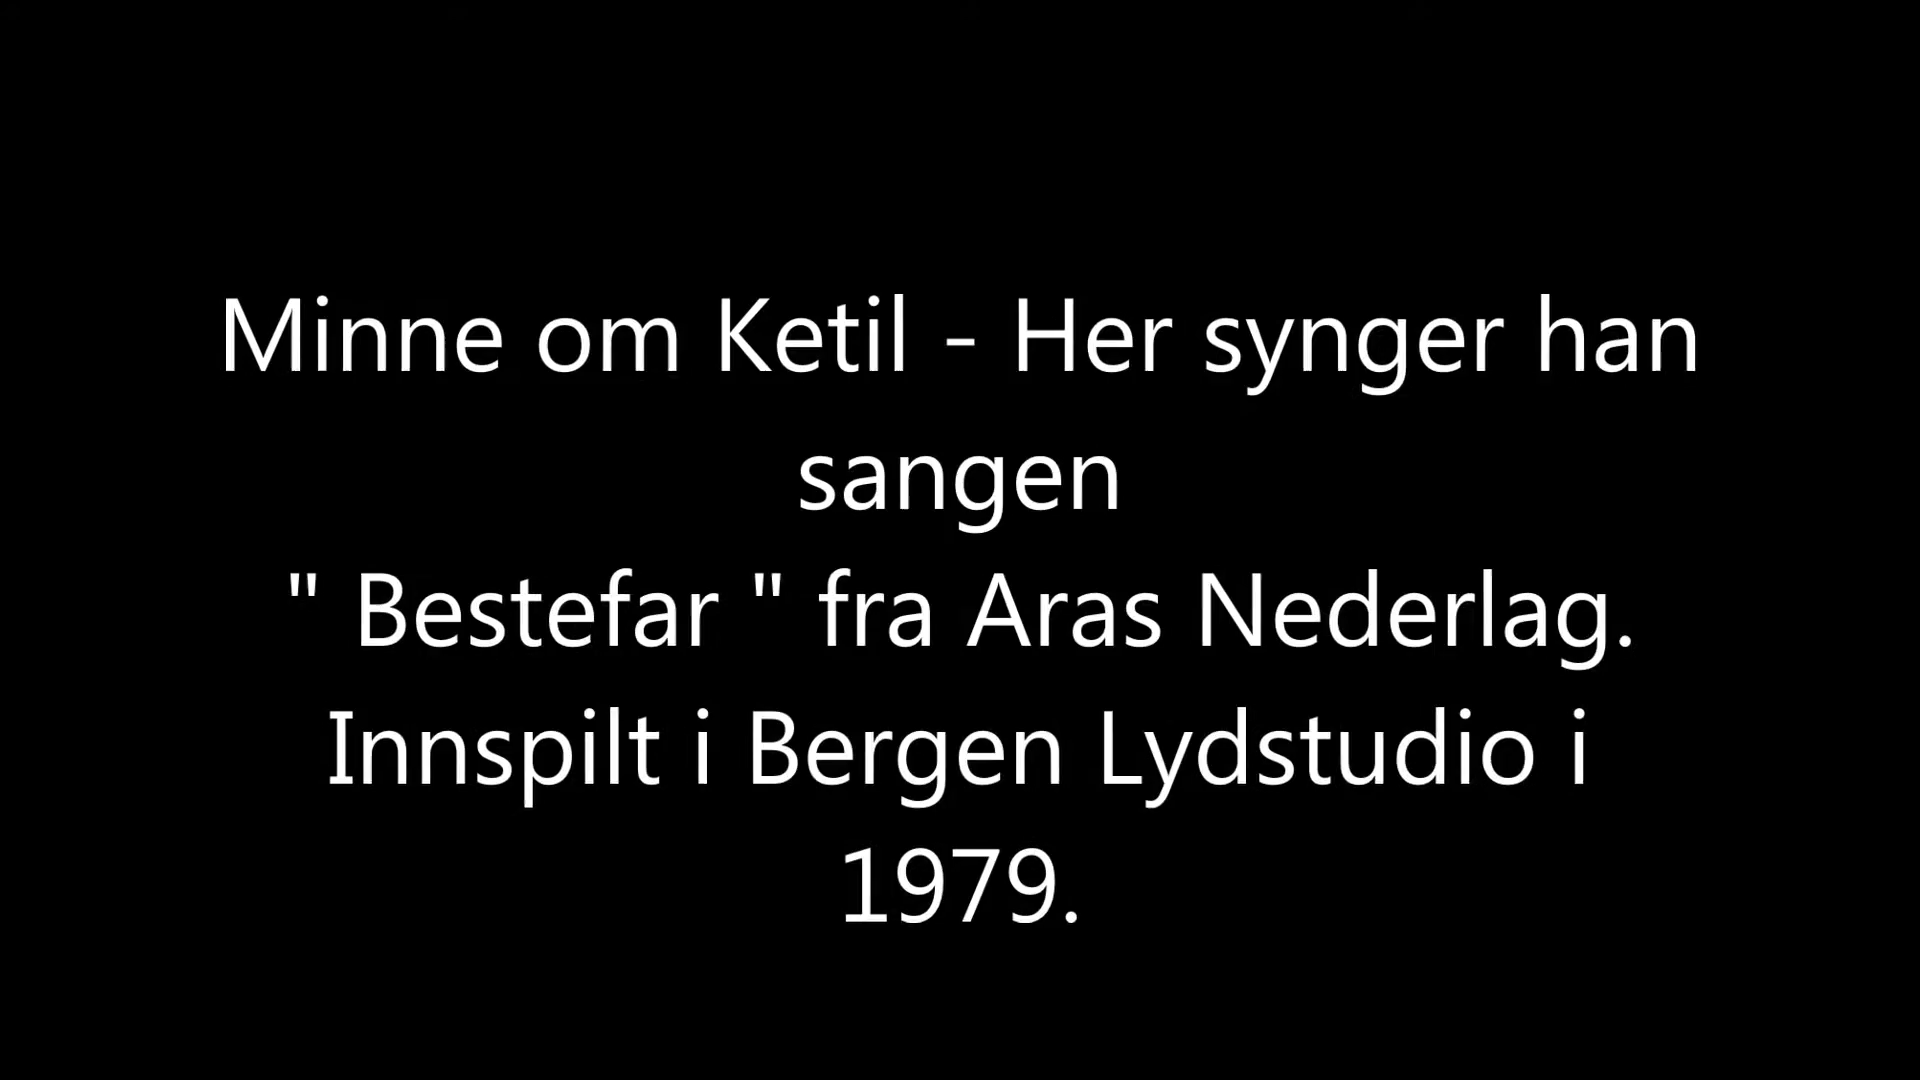 Minne om Ketil - Her synger han
sangen
" Bestefar " fra Aras Nederlag.
Innspilt i Bergen Lydstudio i
1979.